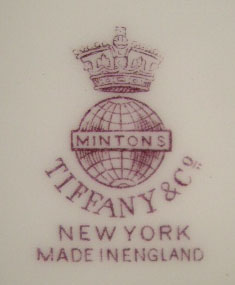 MINTONS
TIFFANY & Co.
NEW YORK
MADE IN ENGLAND